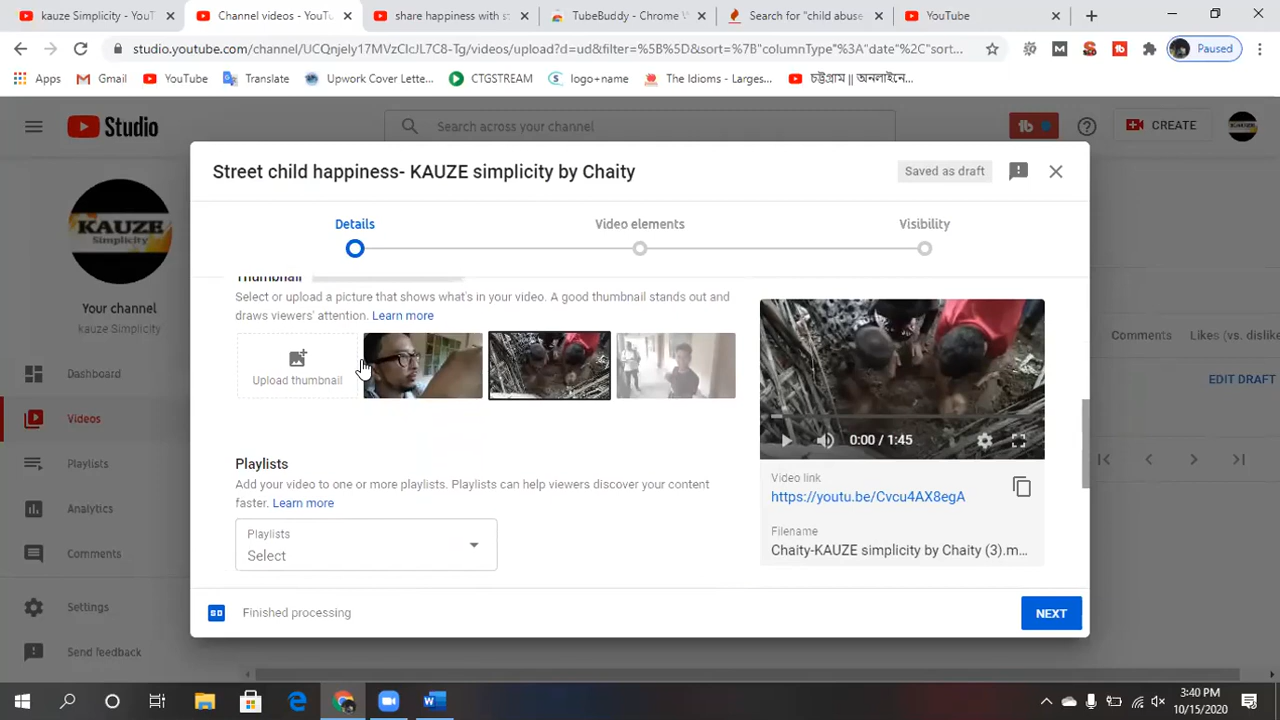 kauze Simplicity - YouT
Channel videos - YouTu
share happiness with st
TubeBuddy - Chrome W
Search for "child abuse
YouTube
studio.youtube.com/channel/UCQnjely17MVzClcJL7C8-Tg/videos/upload?d=ud&filter=%5B%5D&sort=%7B"columnType"%3A"date"%2C"sort...
Paused
Apps
Gmail
YouTube
Translate
Upwork Cover Lette...
CTGSTREAM
logo+name
The Idioms - Larges...
চট্টগ্রাম || অনলাইনে...
Studio
Search across your channel
tb
CREATE
KAUZE
KAUZE
Simplicity
Your channel
kauze Simplicity
Dashboard
Videos
Playlists
Analytics
Comments
Settings
Send feedback
Comments
Likes (vs. dislike
EDIT DRAFT
Street child happiness- KAUZE simplicity by Chaity
Saved as draft
Details
Video elements
Visibility
Thumbnail
Select or upload a picture that shows what's in your video. A good thumbnail stands out and
draws viewers' attention. Learn more
Upload thumbnail
Playlists
Add your video to one or more playlists. Playlists can help viewers discover your content
faster. Learn more
Playlists
Select
0:00 / 1:45
Video link
https://youtu.be/Cvcu4AX8egA
Filename
Chaity-KAUZE simplicity by Chaity (3).m...
SD
Finished processing
NEXT
3:40 PM
10/15/2020